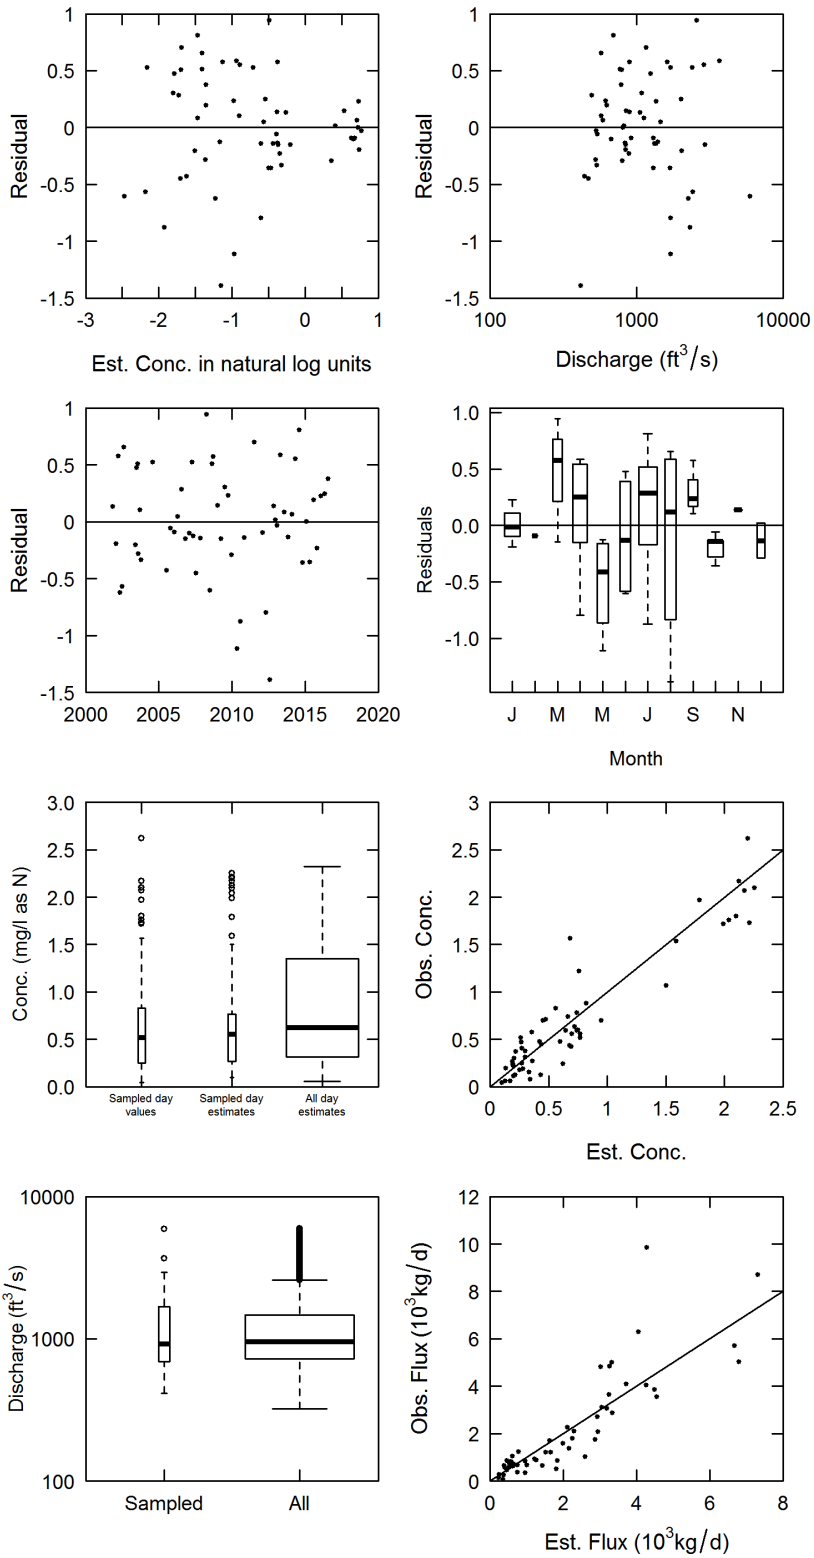 1
0.5
0
-0.5
-1
-1.5
Residual
-3 -2 -1 0 1
Est. Conc. in natural log units
1
0.5
0
-0.5
-1
-1.5
Residual
100 1000 10000
Discharge (ft³/s)
1
0.5
0
-0.5
-1
-1.5
Residual
2000 2005 2010 2015 2020
1.0
0.5
0.0
-0.5
-1.0
Residuals
J M M J S N
Month
3.0
2.5
2.0
1.5
1.0
0.5
0.0
Conc. (mg/l as N)
Sampled day values
Sampled day estimates
All day estimates
3
2.5
2
1.5
1
0.5
0
Obs. Conc.
0 0.5 1 1.5 2 2.5
Est. Conc.
10000
1000
100
Discharge (ft³/s)
Sampled All
12
10
8
6
4
2
0
Obs. Flux (10³kg/d)
0 2 4 6 8
Est. Flux (10³kg/d)